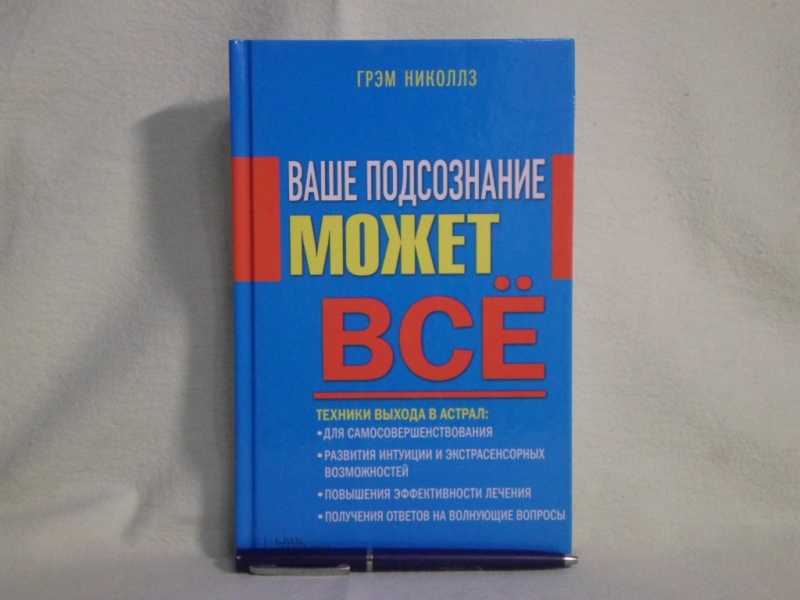 ГРЭМ НИКОЛЛЗ
ВАШЕ ПОДСОЗНАНИЕ
МОЖЕТ
ВСЁ
ТЕХНИКИ ВЫХОДА В АСТРАЛ:
•ДЛЯ САМОСОВЕРШЕНСТВОВАНИЯ
•РАЗВИТИЯ ИНТУИЦИИ И ЭКСТРАСЕНСОРНЫХ
ВОЗМОЖНОСТЕЙ
•ПОВЫШЕНИЯ ЭФФЕКТИВНОСТИ ЛЕЧЕНИЯ
•ПОЛУЧЕНИЯ ОТВЕТОВ НА ВОЛНУЮЩИЕ ВОПРОСЫ